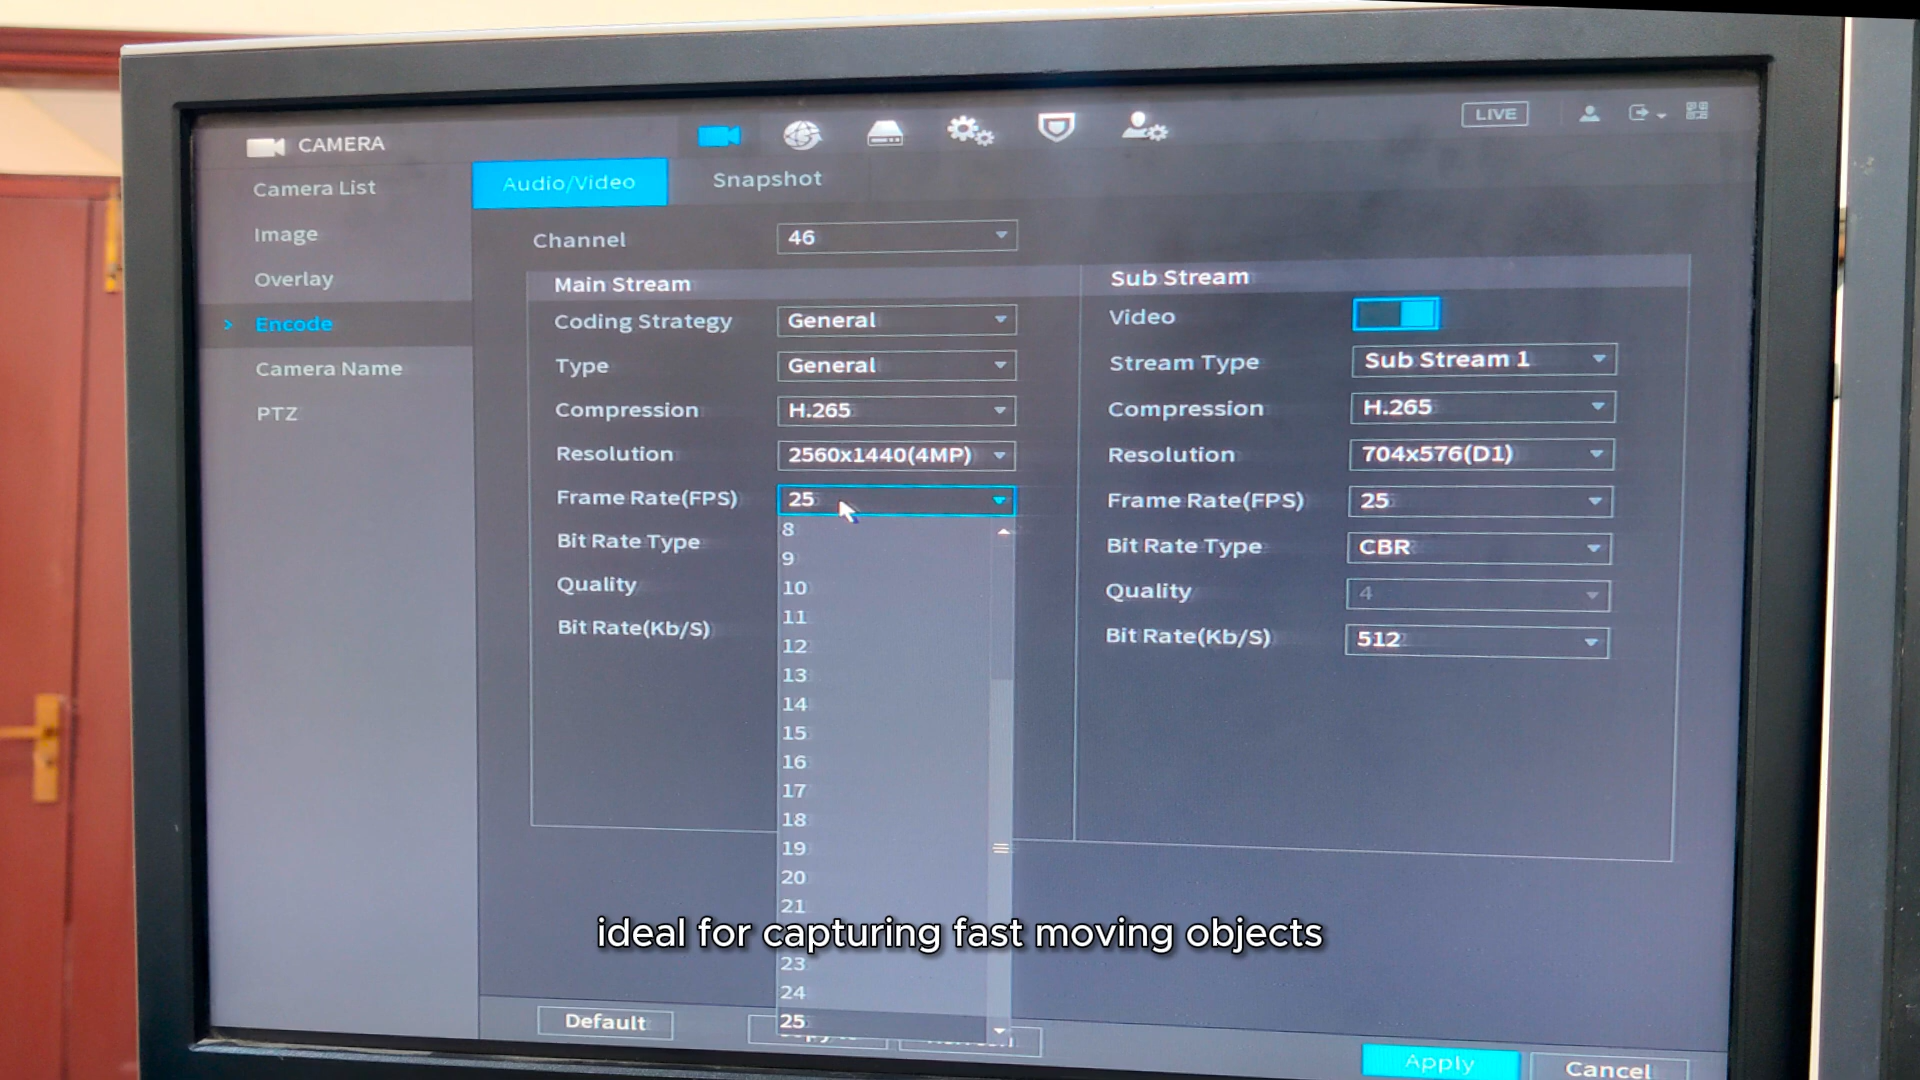 CAMERA
LIVE
Camera List
Image
Overlay
> Encode
Camera Name
PTZ
Audio/Video
Snapshot
Channel
46
Main Stream
Coding Strategy
General
Type
General
Compression
H.265
Resolution
2560x1440(4MP)
Frame Rate(FPS)
25
Bit Rate Type
Quality
Bit Rate(Kb/S)
8
9
10
11
12
13
14
15
16
17
18
19
20
21
23
24
25
Sub Stream
Video
Stream Type
Sub Stream 1
Compression
H.265
Resolution
704x576(D1)
Frame Rate(FPS)
25
Bit Rate Type
CBR
Quality
4
Bit Rate(Kb/S)
512
ideal for capturing fast moving objects
Default
Apply
Cancel